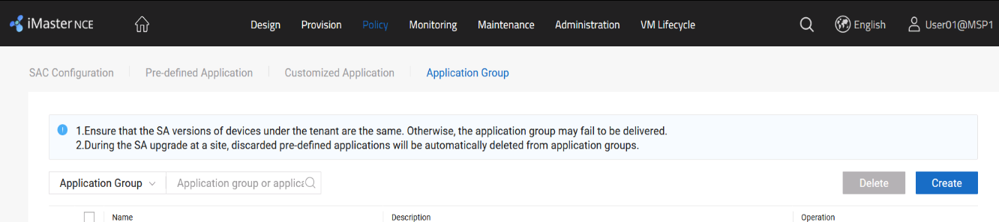 iMaster NCE Design Provision Policy Monitoring Maintenance Administration VM Lifecycle English User01@MSP1
SAC Configuration Pre-defined Application Customized Application Application Group
1.Ensure that the SA versions of devices under the tenant are the same. Otherwise, the application group may fail to be delivered.
2.During the SA upgrade at a site, discarded pre-defined applications will be automatically deleted from application groups.
Application Group Application group or applica Delete Create
Name Description Operation